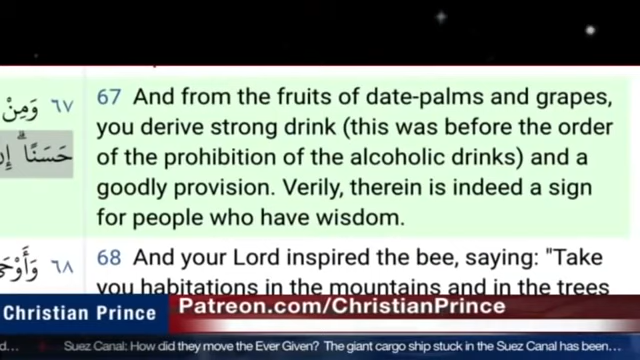 ٦٧ وَمِنْ
67 And from the fruits of date-palms and grapes,
you derive strong drink (this was before the order
حَسَنًا ۗ إِنَّ
of the prohibition of the alcoholic drinks) and a
goodly provision. Verily, therein is indeed a sign
for people who have wisdom.
٦٨ وَأَوْحَى
68 And your Lord inspired the bee, saying: "Take
you habitations in the mountains and in the trees
Christian Prince
Patreon.com/ChristianPrince
Suez Canal: How did they move the Ever Given? The giant cargo ship stuck in the Suez Canal has been...